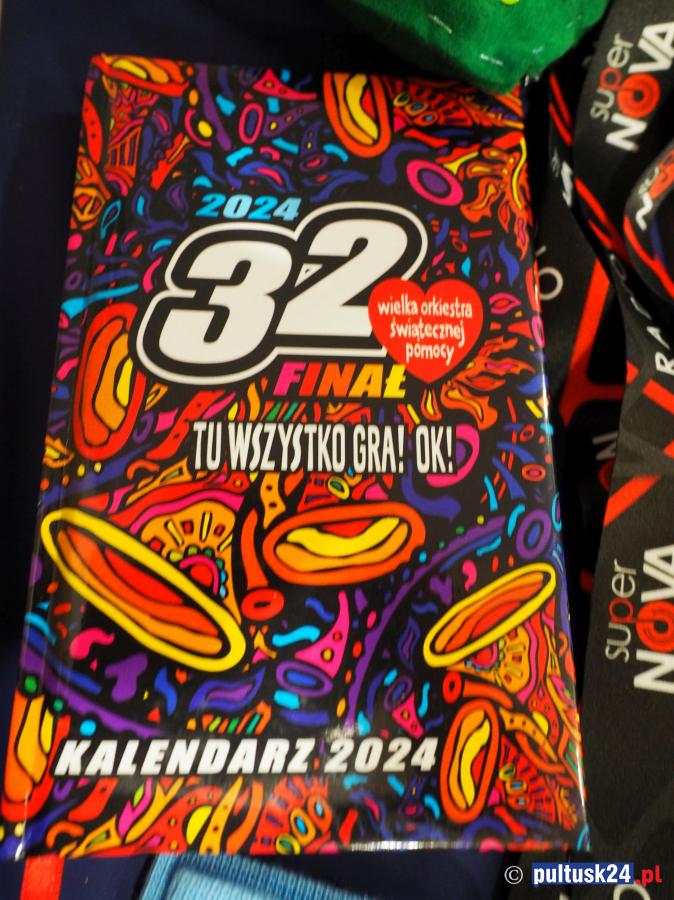 2024
32
wielka orkiestra
świątecznej
pomocy
FINAŁ
TU WSZYSTKO GRA! OK!
KALENDARZ 2024
super
NOVA
super
NOVA
© pultusk24.pl